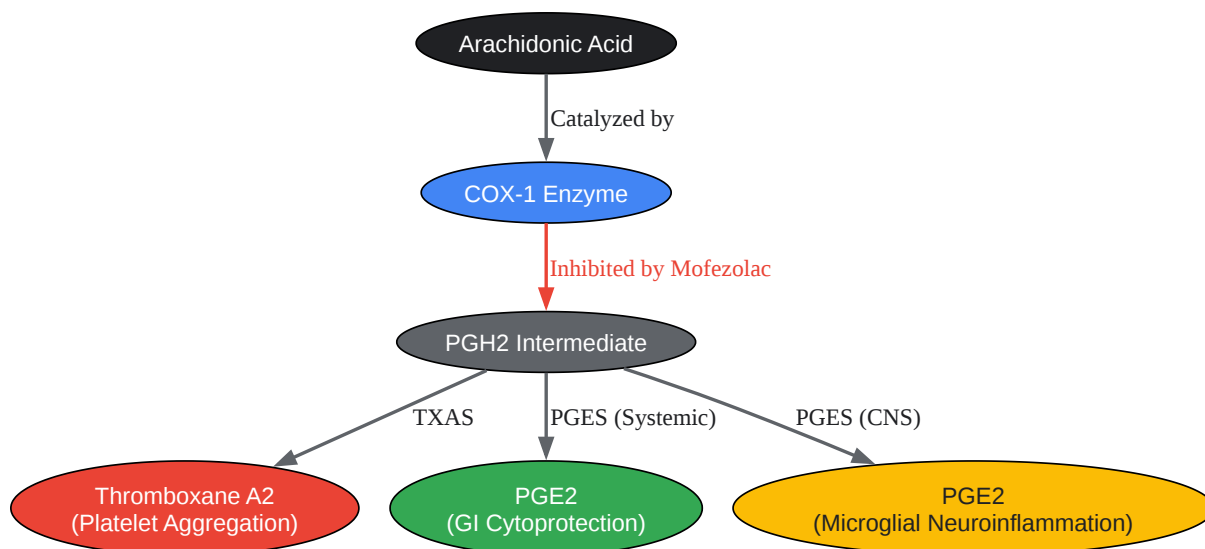 Arachidonic Acid
Catalyzed by
COX-1 Enzyme
Inhibited by Mofezolac
PGH2 Intermediate
TXAS
PGES (Systemic)
PGES (CNS)
Thromboxane A2
(Platelet Aggregation)
PGE2
(GI Cytoprotection)
PGE2
(Microglial Neuroinflammation)